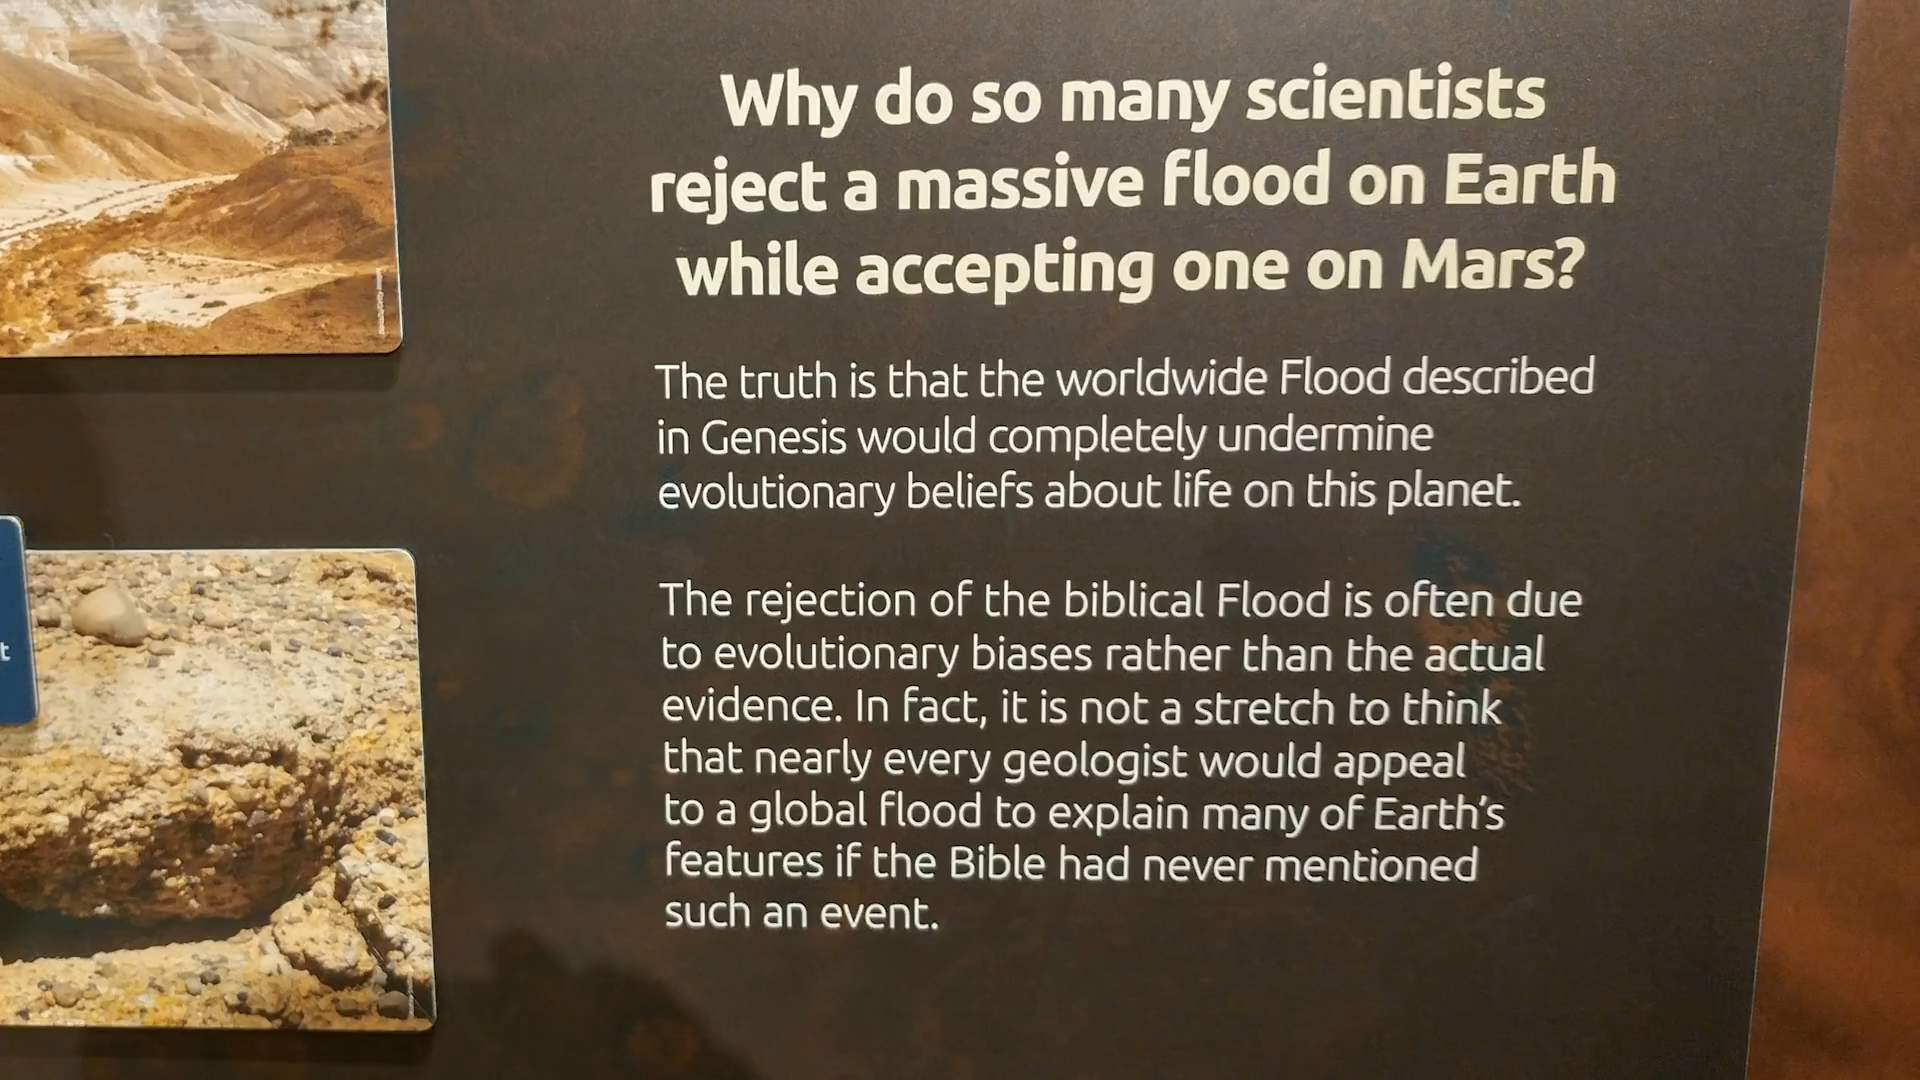 Why do so many scientists
reject a massive flood on Earth
while accepting one on Mars?
The truth is that the worldwide Flood described
in Genesis would completely undermine
evolutionary beliefs about life on this planet.
The rejection of the biblical Flood is often due
to evolutionary biases rather than the actual
evidence. In fact, it is not a stretch to think
that nearly every geologist would appeal
to a global flood to explain many of Earth's
features if the Bible had never mentioned
such an event.